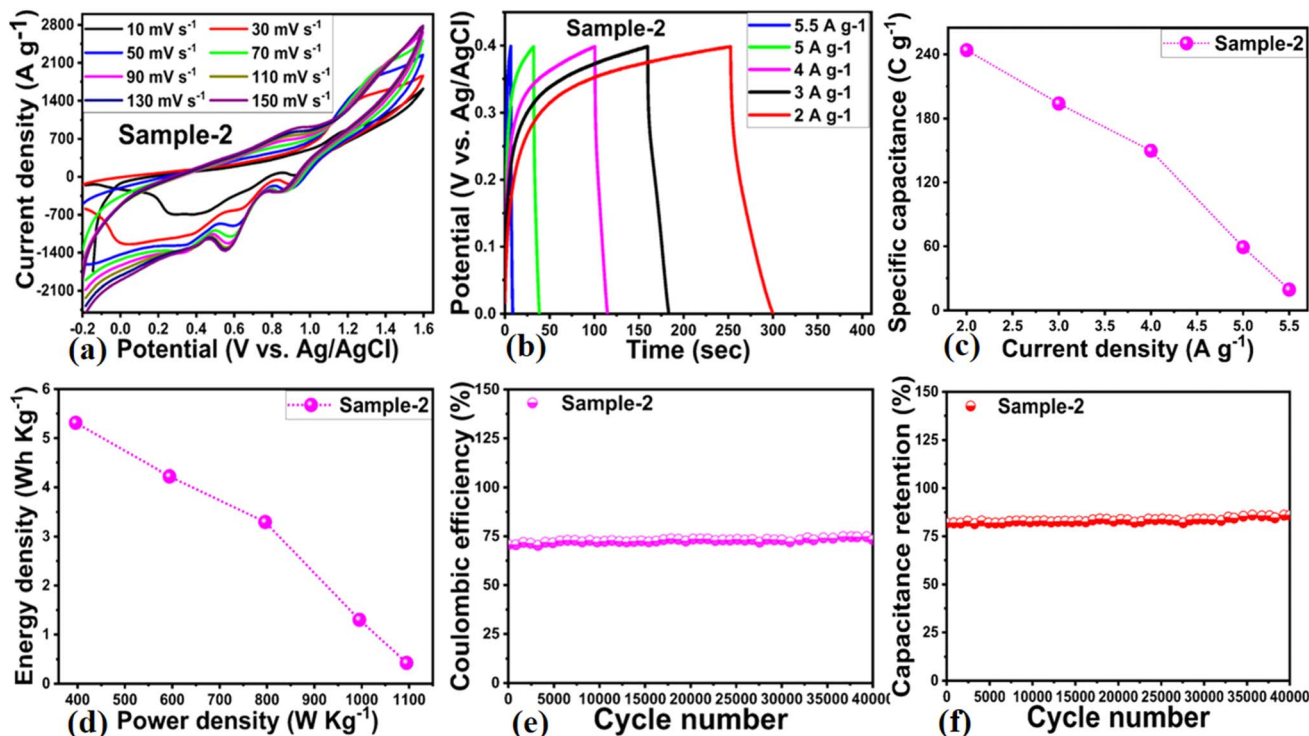 Current density (A g⁻¹)
2800
2100
1400
700
0
-700
-1400
-2100
10 mV s⁻¹ 30 mV s⁻¹
50 mV s⁻¹ 70 mV s⁻¹
90 mV s⁻¹ 110 mV s⁻¹
130 mV s⁻¹ 150 mV s⁻¹
Sample-2
-0.2 0.0 0.2 0.4 0.6 0.8 1.0 1.2 1.4 1.6
(a) Potential (V vs. Ag/AgCl)
Potential (V vs. Ag/AgCl)
0.4
0.3
0.2
0.1
0.0
Sample-2
5.5 A g-1
5 A g-1
4 A g-1
3 A g-1
2 A g-1
0 50 100 150 200 250 300 350 400
(b) Time (sec)
Specific capacitance (C g⁻¹)
240
180
120
60
0
Sample-2
2.0 2.5 3.0 3.5 4.0 4.5 5.0 5.5
(c) Current density (A g⁻¹)
Energy density (Wh Kg⁻¹)
6
5
4
3
2
1
0
Sample-2
400 500 600 700 800 900 1000 1100
(d) Power density (W Kg⁻¹)
Coulombic efficiency (%)
150
125
100
75
50
25
0
Sample-2
0 5000 10000 15000 20000 25000 30000 35000 40000
(e) Cycle number
Capacitance retention (%)
150
125
100
75
50
25
0
Sample-2
0 5000 10000 15000 20000 25000 30000 35000 40000
(f) Cycle number